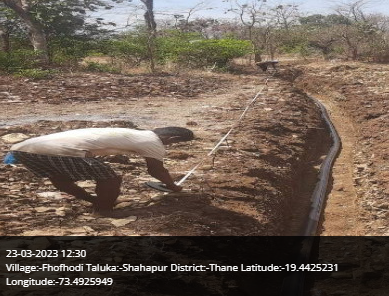 23-03-2023 12:30
Village:-Fhofhodi Taluka:-Shahapur District:-Thane Latitude:-19.4425231
Longitude:-73.4925949